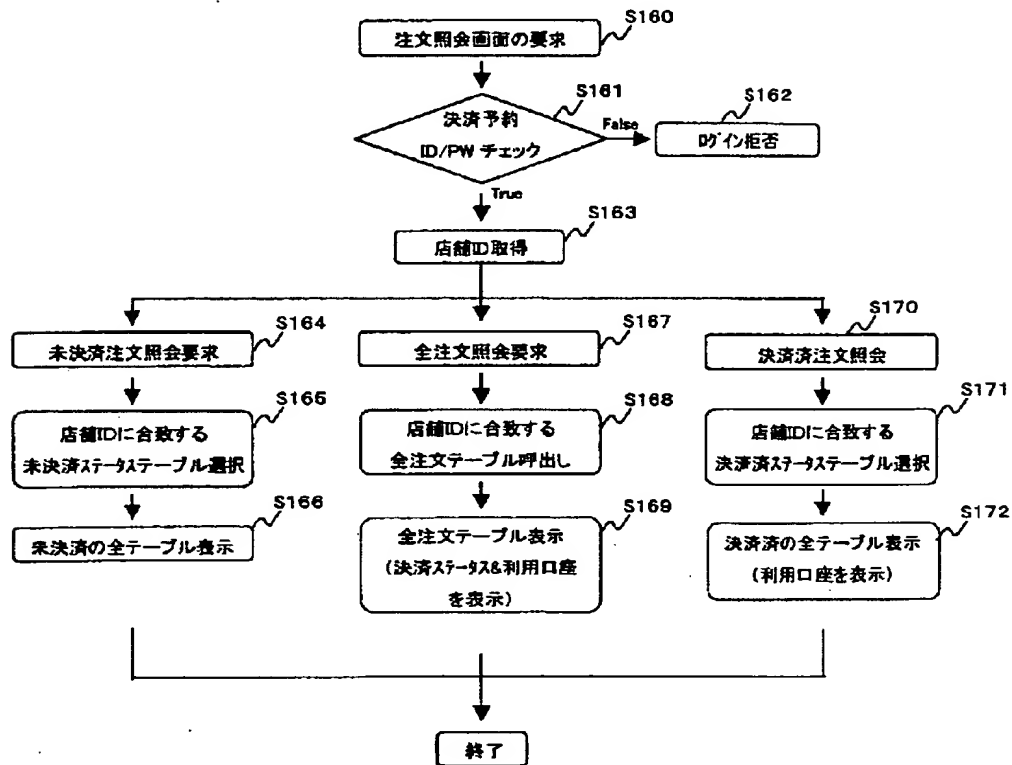 S160
注文照会画面の要求
S161
決済予約
ID/PW チェック
False
S162
ログイン拒否
True
S163
店舗ID取得
S164
未決済注文照会要求
S167
全注文照会要求
S170
決済済注文照会
S165
店舗IDに合致する
未決済ステータステーブル選択
S168
店舗IDに合致する
全注文テーブル呼出し
S171
店舗IDに合致する
決済済ステータステーブル選択
S166
未決済の全テーブル表示
S169
全注文テーブル表示
(決済ステータス&利用口座
を表示)
S172
決済済の全テーブル表示
(利用口座を表示)
終了